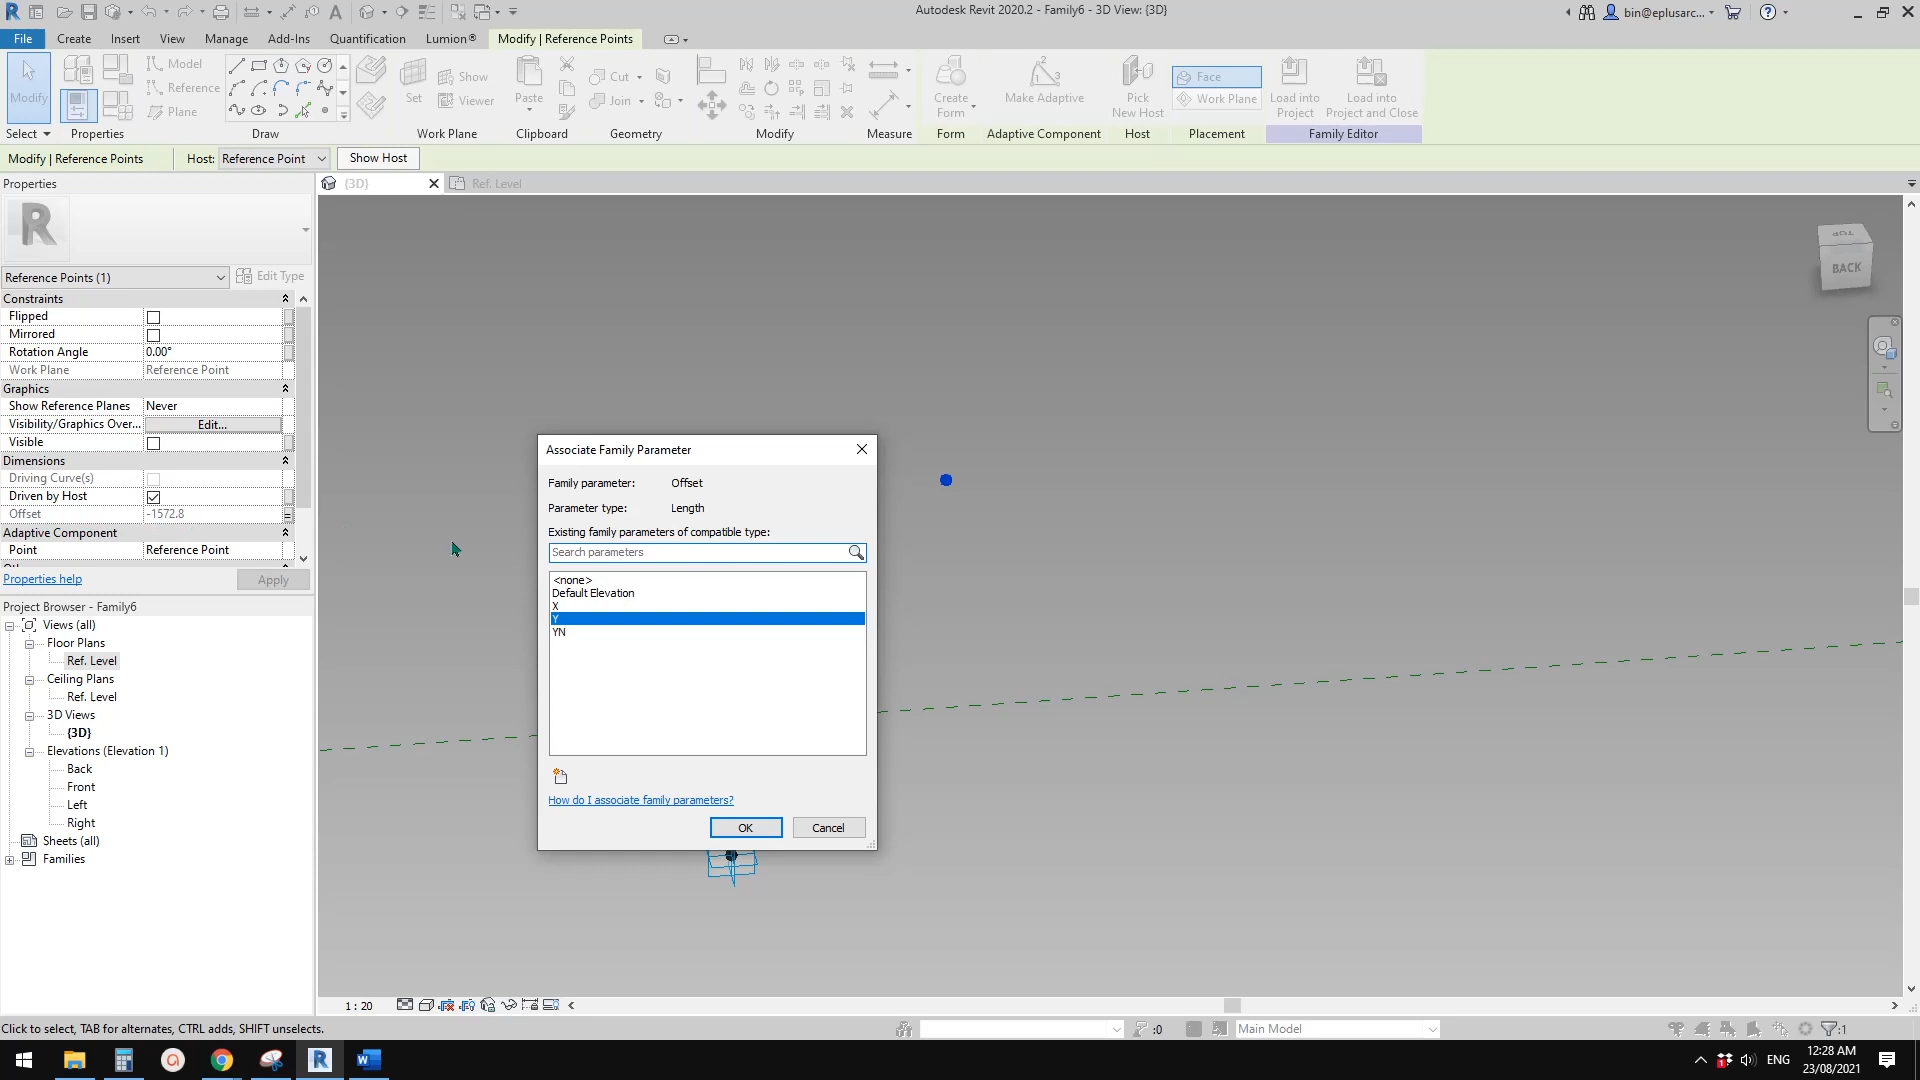 Autodesk Revit 2020.2 - Family6 - 3D View: {3D}
bin@eplusarc...
File Create Insert View Manage Add-Ins Quantification Lumion® Modify | Reference Points
Modify
Model
Reference
Plane
Set
Show
Viewer
Paste
Cut
Join
Create
Form
Make Adaptive
Pick
New Host
Face
Work Plane
Load into
Project
Load into
Project and Close
Select Properties Draw Work Plane Clipboard Geometry Modify Measure Form Adaptive Component Host Placement Family Editor
Modify | Reference Points Host: Reference Point Show Host
Properties
{3D}
Ref. Level
R
Reference Points (1) Edit Type
Constraints
Flipped
Mirrored
Rotation Angle 0.00°
Work Plane Reference Point
Graphics
Show Reference Planes Never
Visibility/Graphics Over... Edit...
Visible
Dimensions
Driving Curve(s)
Driven by Host
Offset -1572.8
Adaptive Component
Point Reference Point
Properties help Apply
Project Browser - Family6
Views (all)
Floor Plans
Ref. Level
Ceiling Plans
Ref. Level
3D Views
{3D}
Elevations (Elevation 1)
Back
Front
Left
Right
Sheets (all)
Families
TOP
BACK
Associate Family Parameter
Family parameter: Offset
Parameter type: Length
Existing family parameters of compatible type:
Search parameters
<none>
Default Elevation
X
Y
YN
How do I associate family parameters?
OK Cancel
1 : 20
Click to select, TAB for alternates, CTRL adds, SHIFT unselects.
:0
Main Model
:1
ENG
12:28 AM
23/08/2021